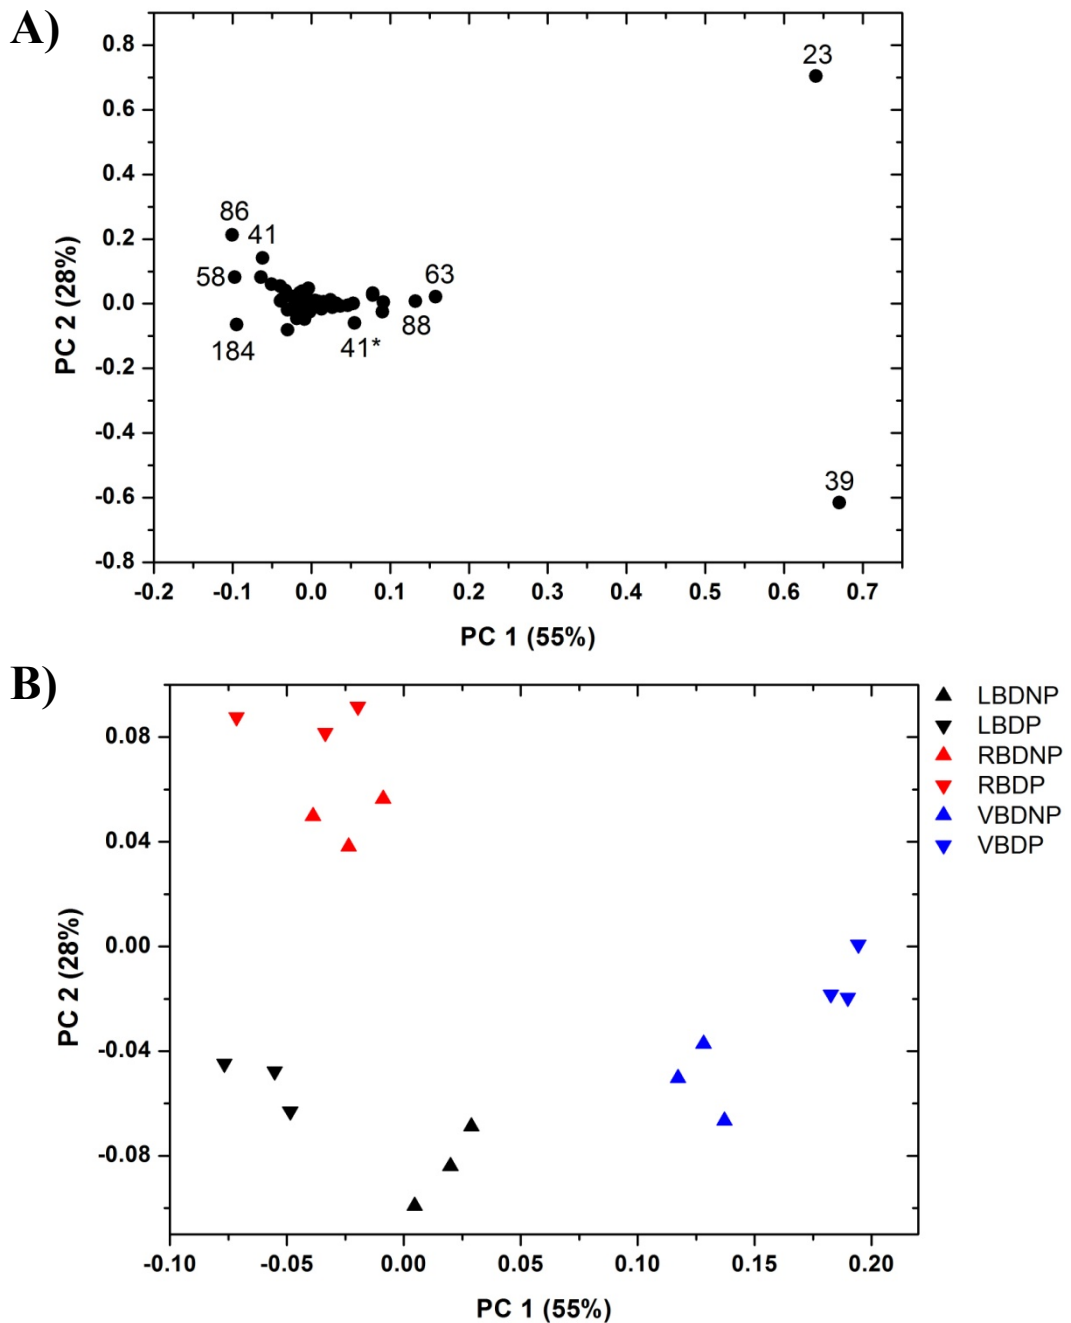 A)
0.8
0.6
0.4
0.2
0.0
-0.2
-0.4
-0.6
-0.8
PC 2 (28%)
23
86
41
58
63
184
41*
88
39
-0.2 -0.1 0.0 0.1 0.2 0.3 0.4 0.5 0.6 0.7
PC 1 (55%)
B)
0.08
0.04
0.00
-0.04
-0.08
PC 2 (28%)
-0.10 -0.05 0.00 0.05 0.10 0.15 0.20
PC 1 (55%)
LBDNP
LBDP
RBDNP
RBDP
VBDNP
VBDP